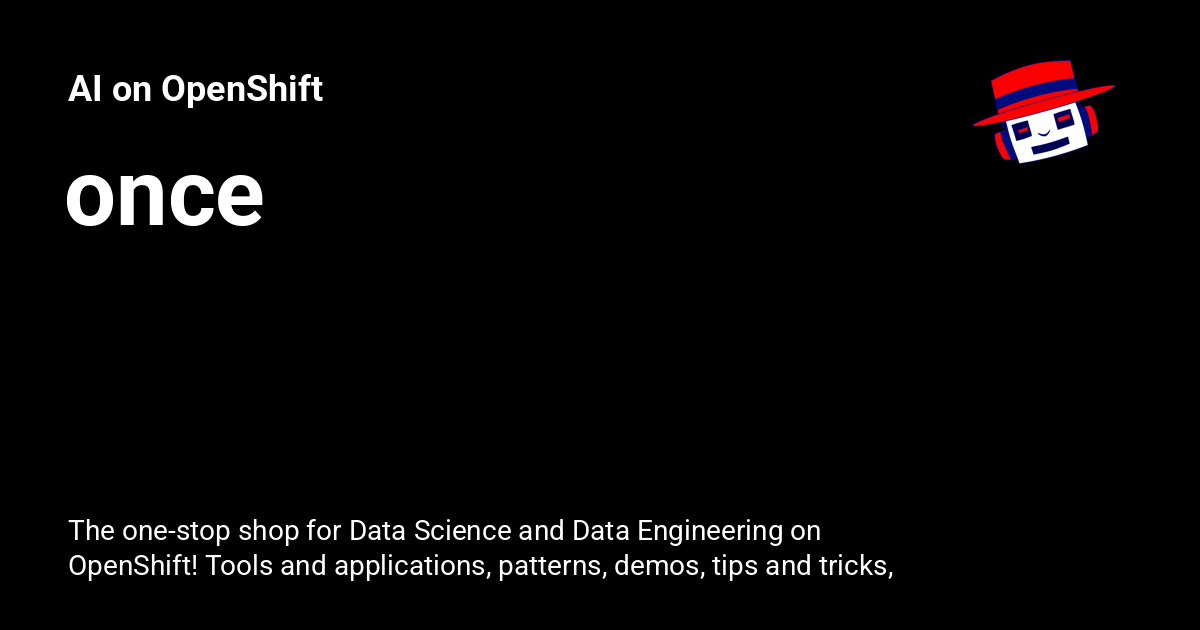 AI on OpenShift
once
The one-stop shop for Data Science and Data Engineering on
OpenShift! Tools and applications, patterns, demos, tips and tricks,